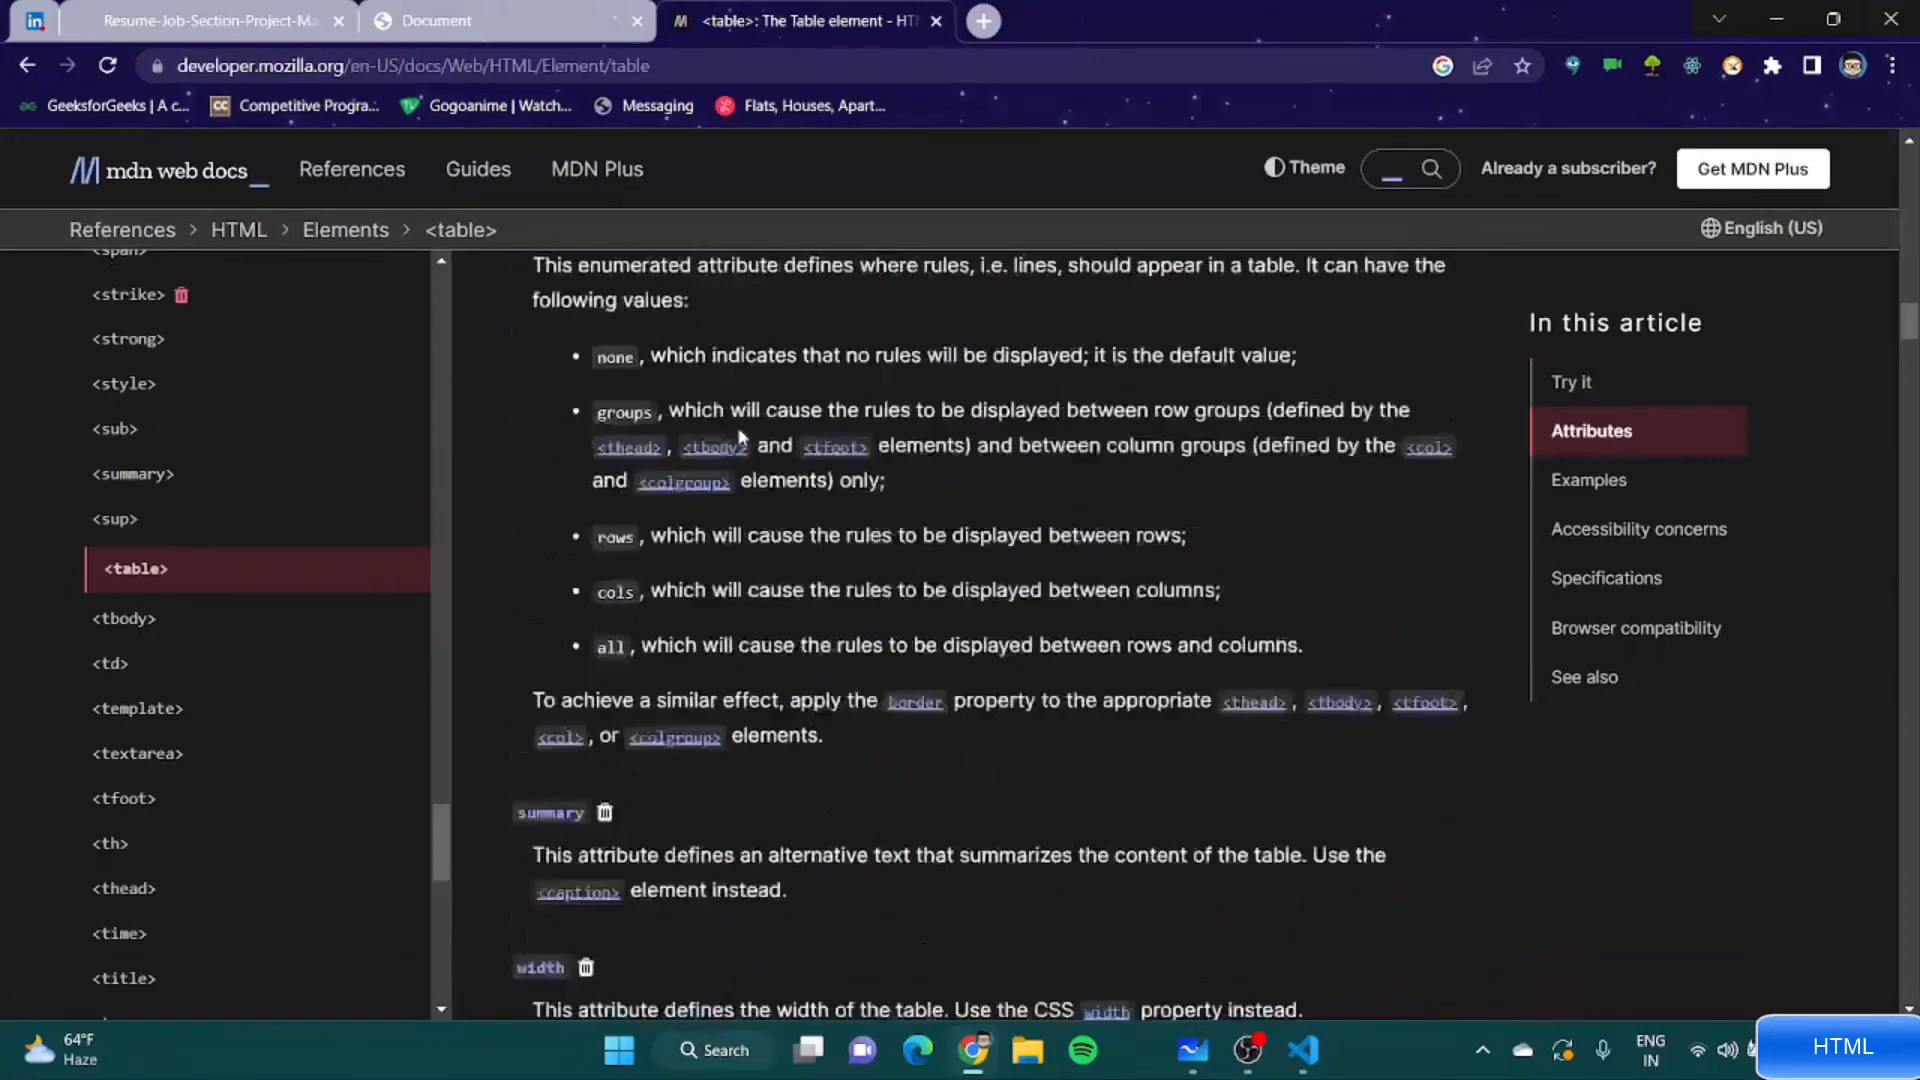 Resume-Job-Section-Project-Ma
Document
<table>: The Table element - HT
developer.mozilla.org/en-US/docs/Web/HTML/Element/table
GeeksforGeeks | A c...
CC
Competitive Progra...
Gogoanime | Watch...
Messaging
Flats, Houses, Apart...
mdn web docs_
References
Guides
MDN Plus
Theme
Already a subscriber?
Get MDN Plus
References > HTML > Elements > <table>
English (US)
<span>
<strike>
<strong>
<style>
<sub>
<summary>
<sup>
<table>
<tbody>
<td>
<template>
<textarea>
<tfoot>
<th>
<thead>
<time>
<title>
This enumerated attribute defines where rules, i.e. lines, should appear in a table. It can have the
following values:
• none, which indicates that no rules will be displayed; it is the default value;
• groups, which will cause the rules to be displayed between row groups (defined by the
<thead>, <tbody> and <tfoot> elements) and between column groups (defined by the <col>
and <colgroup> elements) only;
• rows, which will cause the rules to be displayed between rows;
• cols, which will cause the rules to be displayed between columns;
• all, which will cause the rules to be displayed between rows and columns.
To achieve a similar effect, apply the border property to the appropriate <thead>, <tbody>, <tfoot>,
<col>, or <colgroup> elements.
summary
This attribute defines an alternative text that summarizes the content of the table. Use the
<caption> element instead.
width
This attribute defines the width of the table. Use the CSS width property instead.
In this article
Try it
Attributes
Examples
Accessibility concerns
Specifications
Browser compatibility
See also
64°F
Haze
Search
ENG
IN
HTML